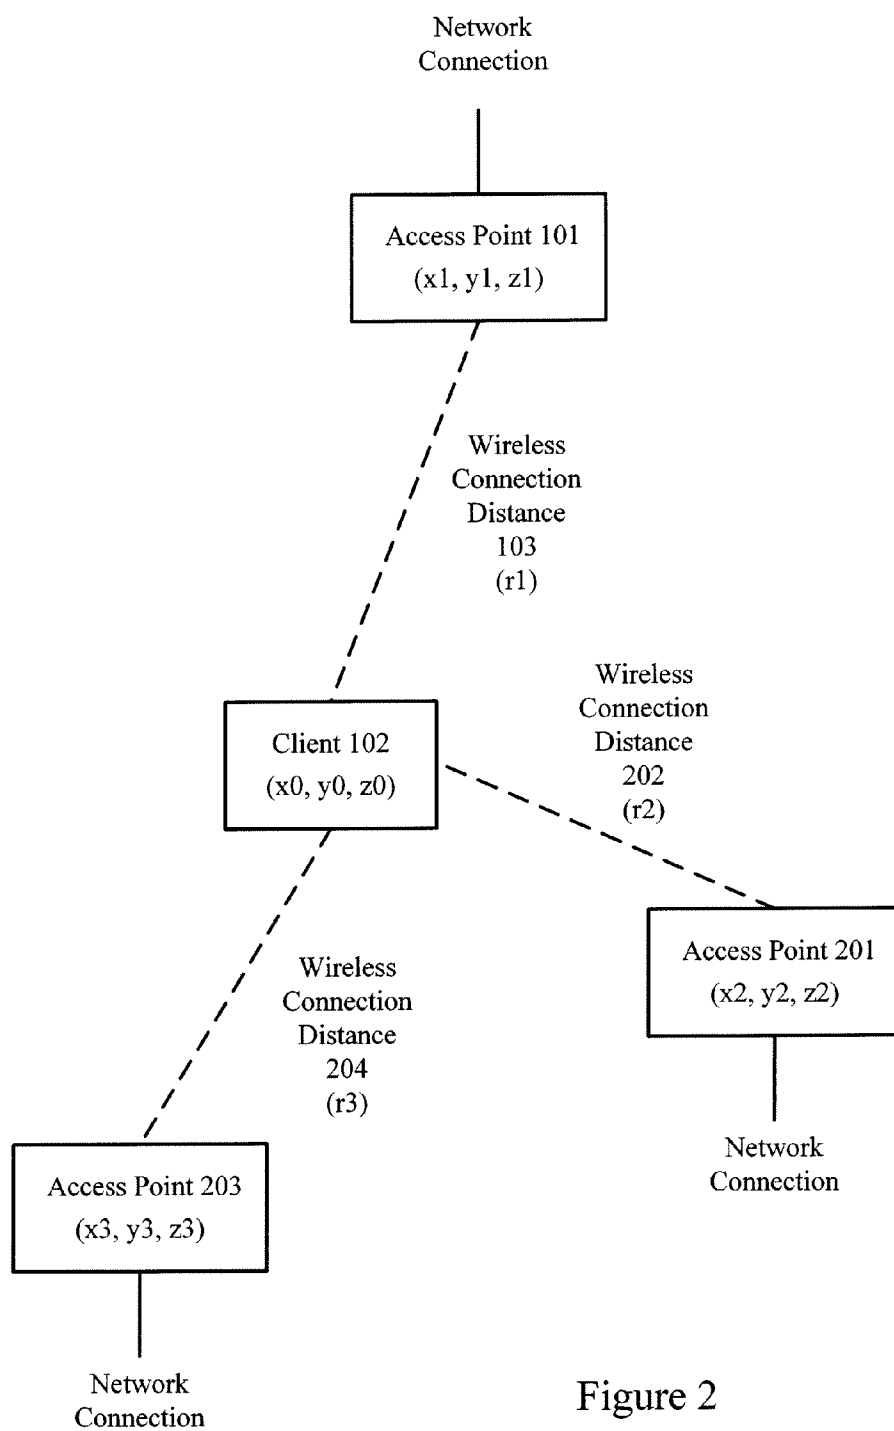 Network
Connection
Access Point 101
(x1, y1, z1)
Wireless
Connection
Distance
103
(r1)
Wireless
Connection
Distance
202
(r2)
Client 102
(x0, y0, z0)
Access Point 201
(x2, y2, z2)
Wireless
Connection
Distance
204
(r3)
Network
Connection
Access Point 203
(x3, y3, z3)
Network
Connection
Figure 2